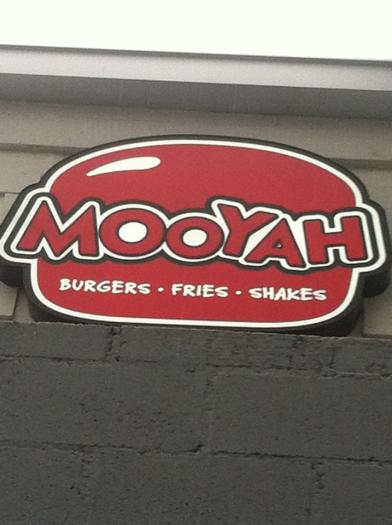 MOOYAH
BURGERS · FRIES · SHAKES